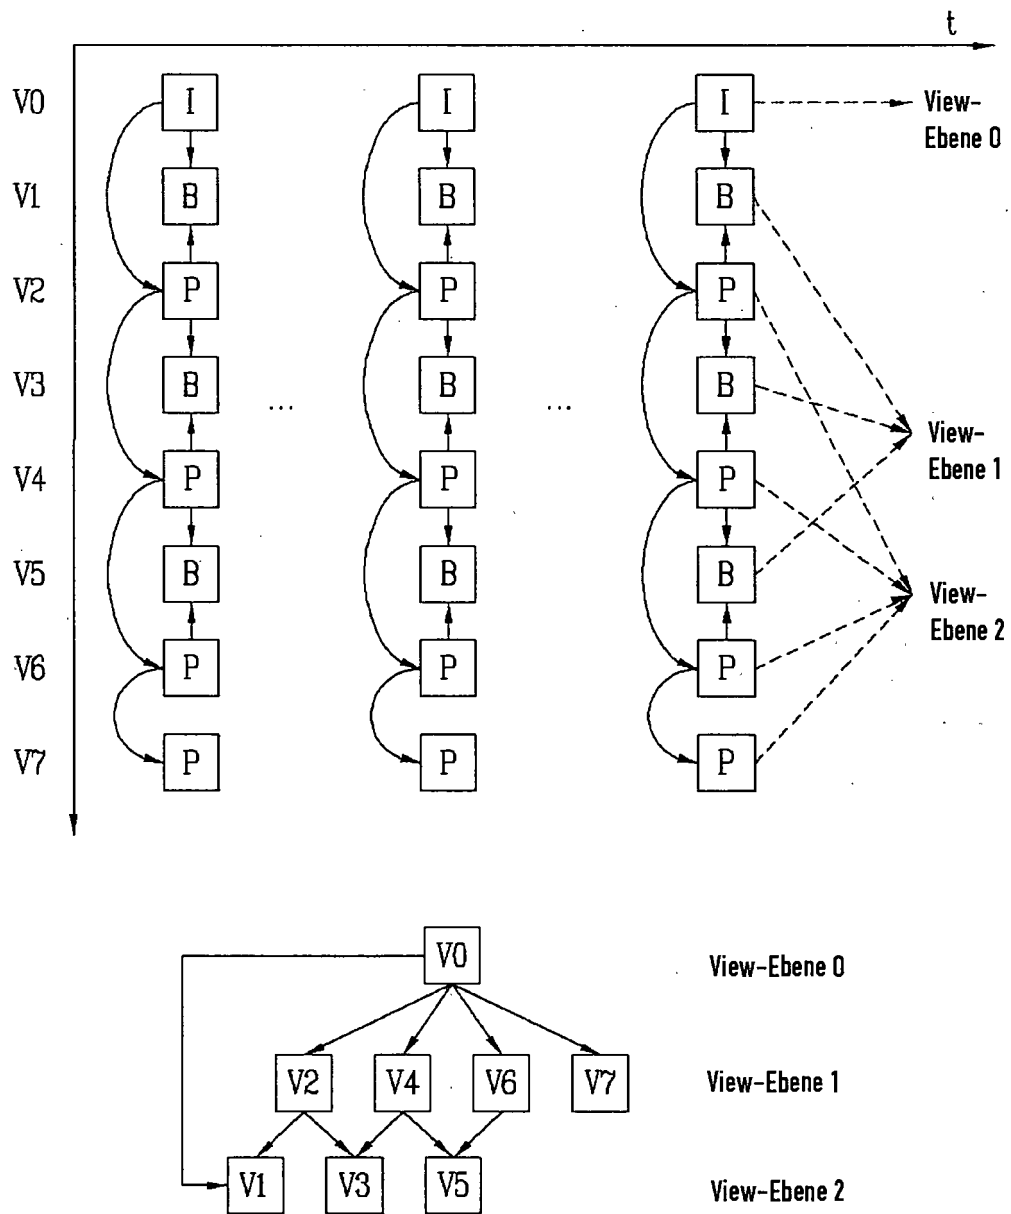 t
V0 I I I View-
Ebene 0
V1 B B B
V2 P P P
V3 B ... B ... B
View-
Ebene 1
V4 P P P
V5 B B B
View-
Ebene 2
V6 P P P
V7 P P P
V0 View-Ebene 0
V2 V4 V6 V7 View-Ebene 1
V1 V3 V5 View-Ebene 2